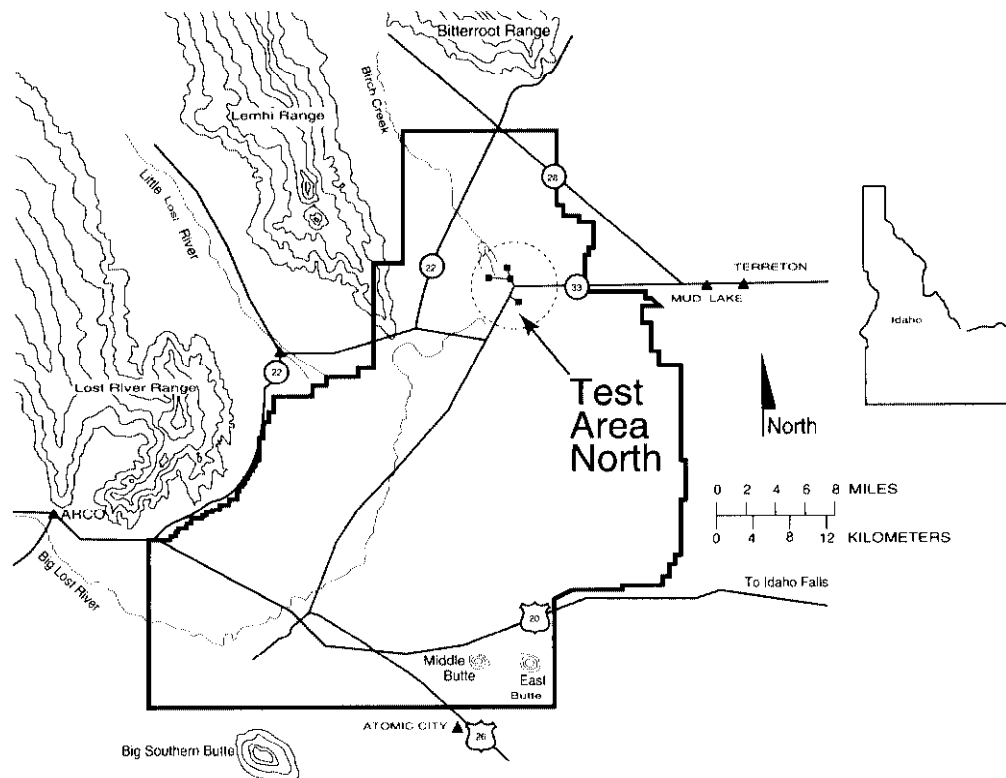 Bitterroot Range
Birch Creek
Lemhi Range
Little Lost
River
28
22
33
TERRETON
MUD LAKE
Idaho
22
Lost River Range
Test
Area
North
North
0 2 4 6 8 MILES
0 4 8 12 KILOMETERS
ARCO
Big Lost River
To Idaho Falls
20
Middle
Butte
East
Butte
ATOMIC CITY
26
Big Southern Butte